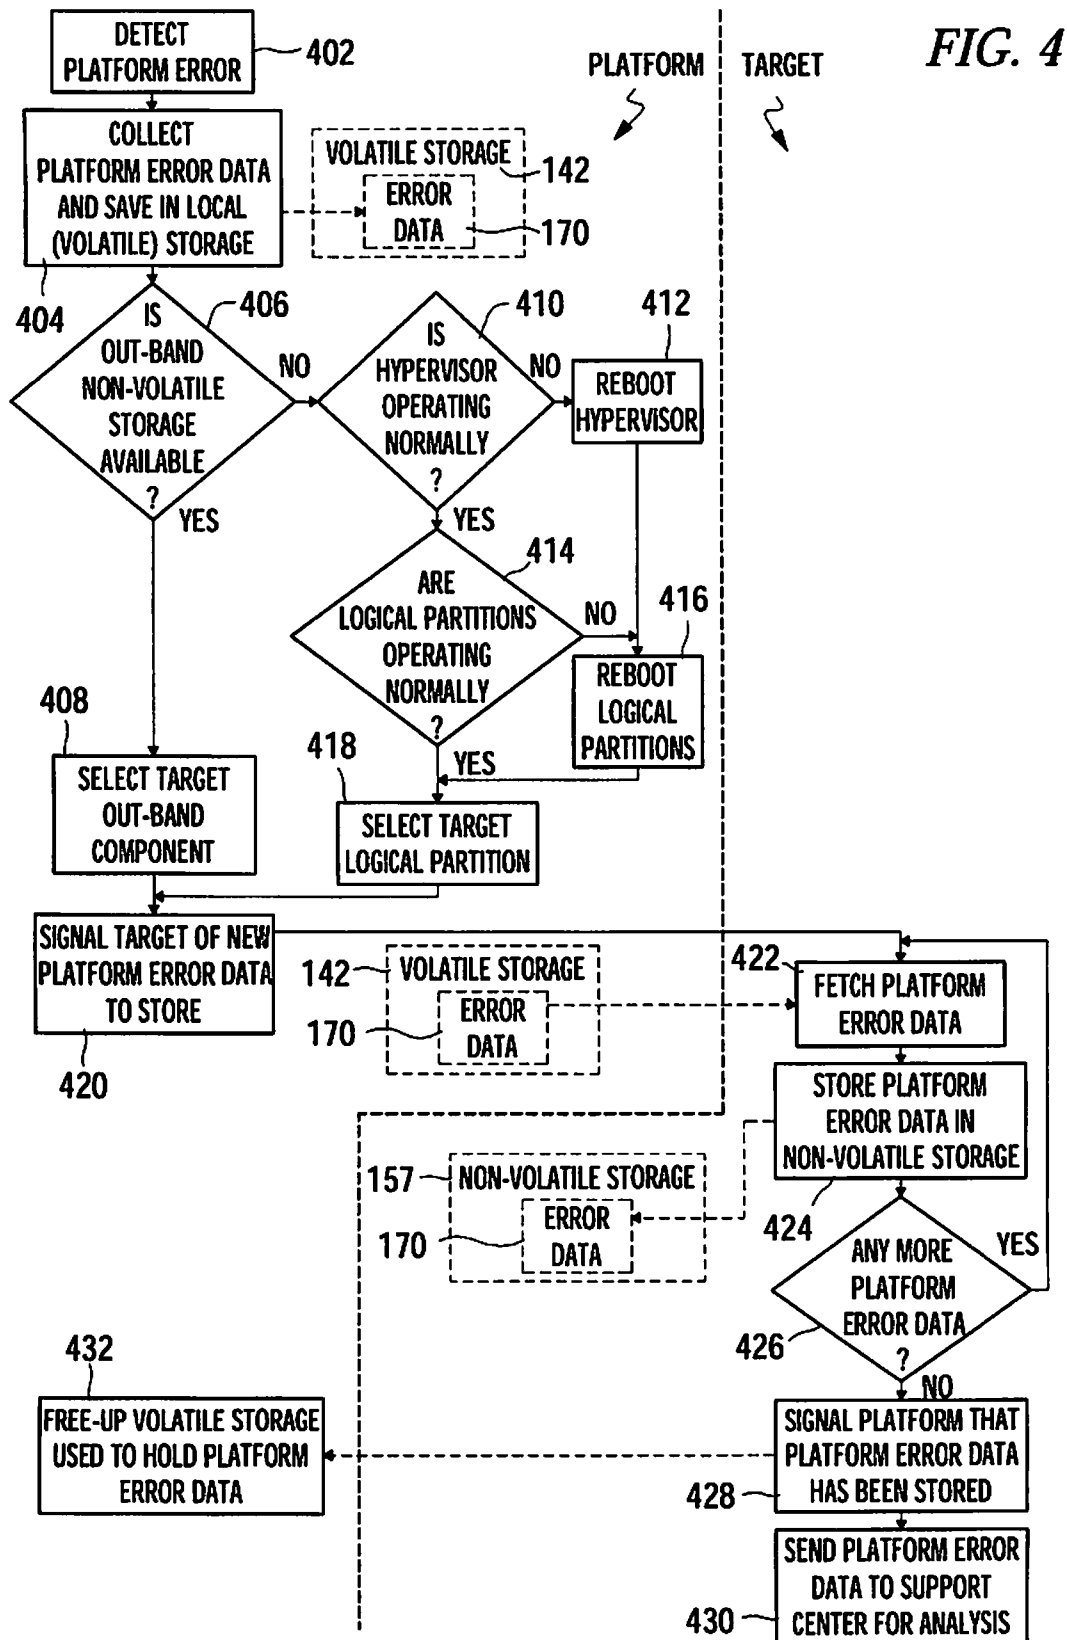 FIG. 4
PLATFORM
TARGET
DETECT
PLATFORM ERROR
402
COLLECT
PLATFORM ERROR DATA
AND SAVE IN LOCAL
(VOLATILE) STORAGE
404
VOLATILE STORAGE
142
ERROR
DATA
170
IS
OUT-BAND
NON-VOLATILE
STORAGE
AVAILABLE
?
406
NO
YES
IS
HYPERVISOR
OPERATING
NORMALLY
?
410
NO
YES
412
REBOOT
HYPERVISOR
ARE
LOGICAL PARTITIONS
OPERATING
NORMALLY
?
414
NO
YES
416
REBOOT
LOGICAL
PARTITIONS
408
SELECT TARGET
OUT-BAND
COMPONENT
418
SELECT TARGET
LOGICAL PARTITION
SIGNAL TARGET OF NEW
PLATFORM ERROR DATA
TO STORE
420
142
VOLATILE STORAGE
170
ERROR
DATA
422
FETCH PLATFORM
ERROR DATA
STORE PLATFORM
ERROR DATA IN
NON-VOLATILE STORAGE
424
157
NON-VOLATILE STORAGE
170
ERROR
DATA
ANY MORE
PLATFORM
ERROR DATA
?
426
YES
NO
432
FREE-UP VOLATILE STORAGE
USED TO HOLD PLATFORM
ERROR DATA
SIGNAL PLATFORM THAT
PLATFORM ERROR DATA
HAS BEEN STORED
428
SEND PLATFORM ERROR
DATA TO SUPPORT
CENTER FOR ANALYSIS
430